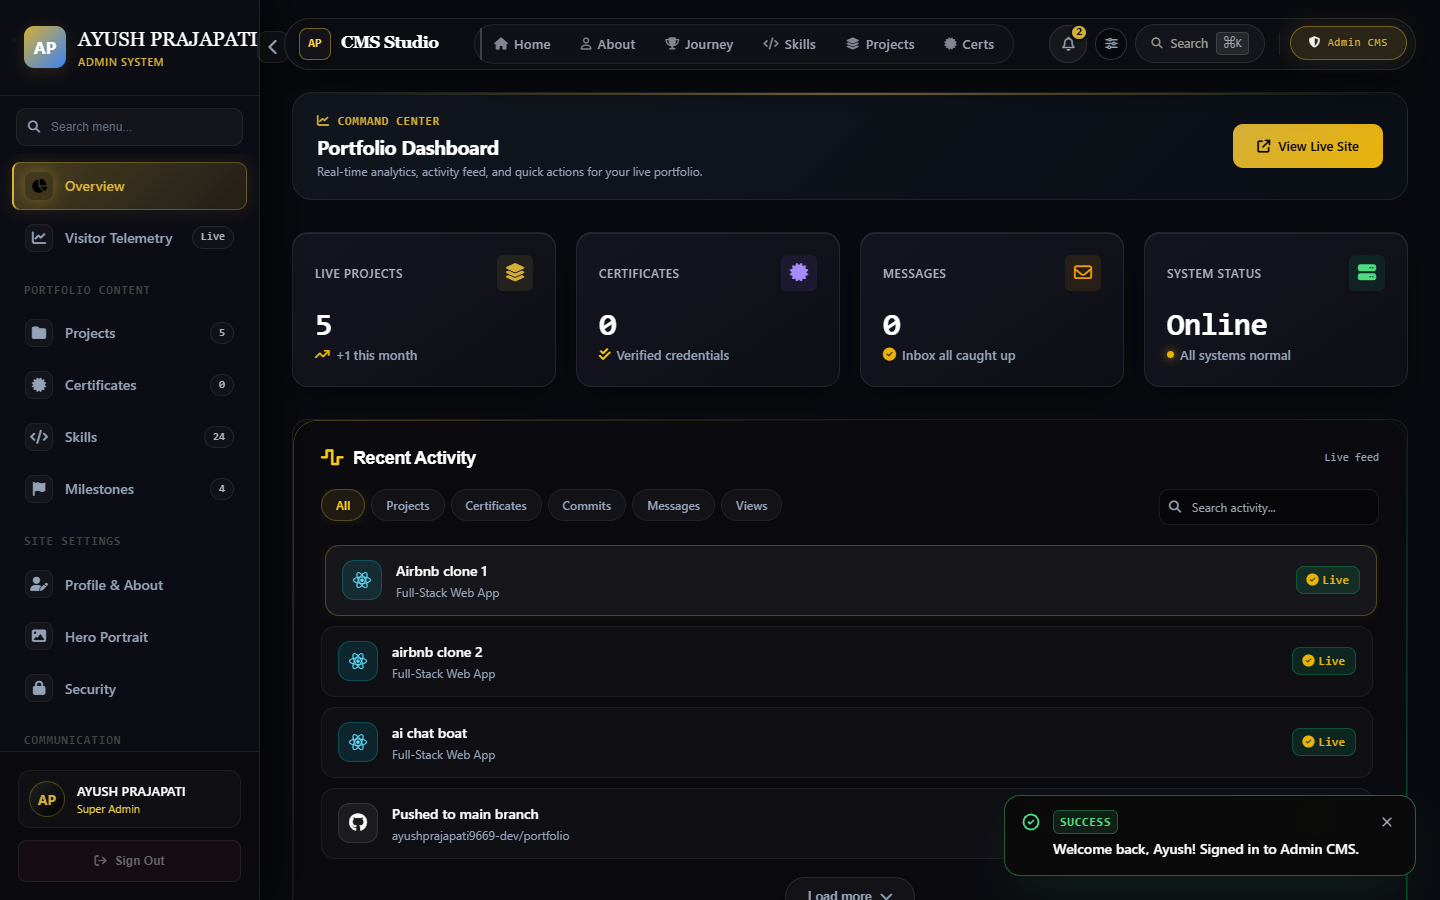 AP
AYUSH PRAJAPATI
ADMIN SYSTEM
Search menu...
Overview
Visitor Telemetry
Live
PORTFOLIO CONTENT
Projects
5
Certificates
0
Skills
24
Milestones
4
SITE SETTINGS
Profile & About
Hero Portrait
Security
COMMUNICATION
AP
AYUSH PRAJAPATI
Super Admin
Sign Out
AP
CMS Studio
Home
About
Journey
Skills
Projects
Certs
2
Search
⌘K
Admin CMS
COMMAND CENTER
Portfolio Dashboard
Real-time analytics, activity feed, and quick actions for your live portfolio.
View Live Site
LIVE PROJECTS
5
+1 this month
CERTIFICATES
0
Verified credentials
MESSAGES
0
Inbox all caught up
SYSTEM STATUS
Online
All systems normal
Recent Activity
Live feed
All
Projects
Certificates
Commits
Messages
Views
Search activity...
Airbnb clone 1
Full-Stack Web App
Live
airbnb clone 2
Full-Stack Web App
Live
ai chat boat
Full-Stack Web App
Live
Pushed to main branch
ayushprajapati9669-dev/portfolio
Load more
SUCCESS
Welcome back, Ayush! Signed in to Admin CMS.